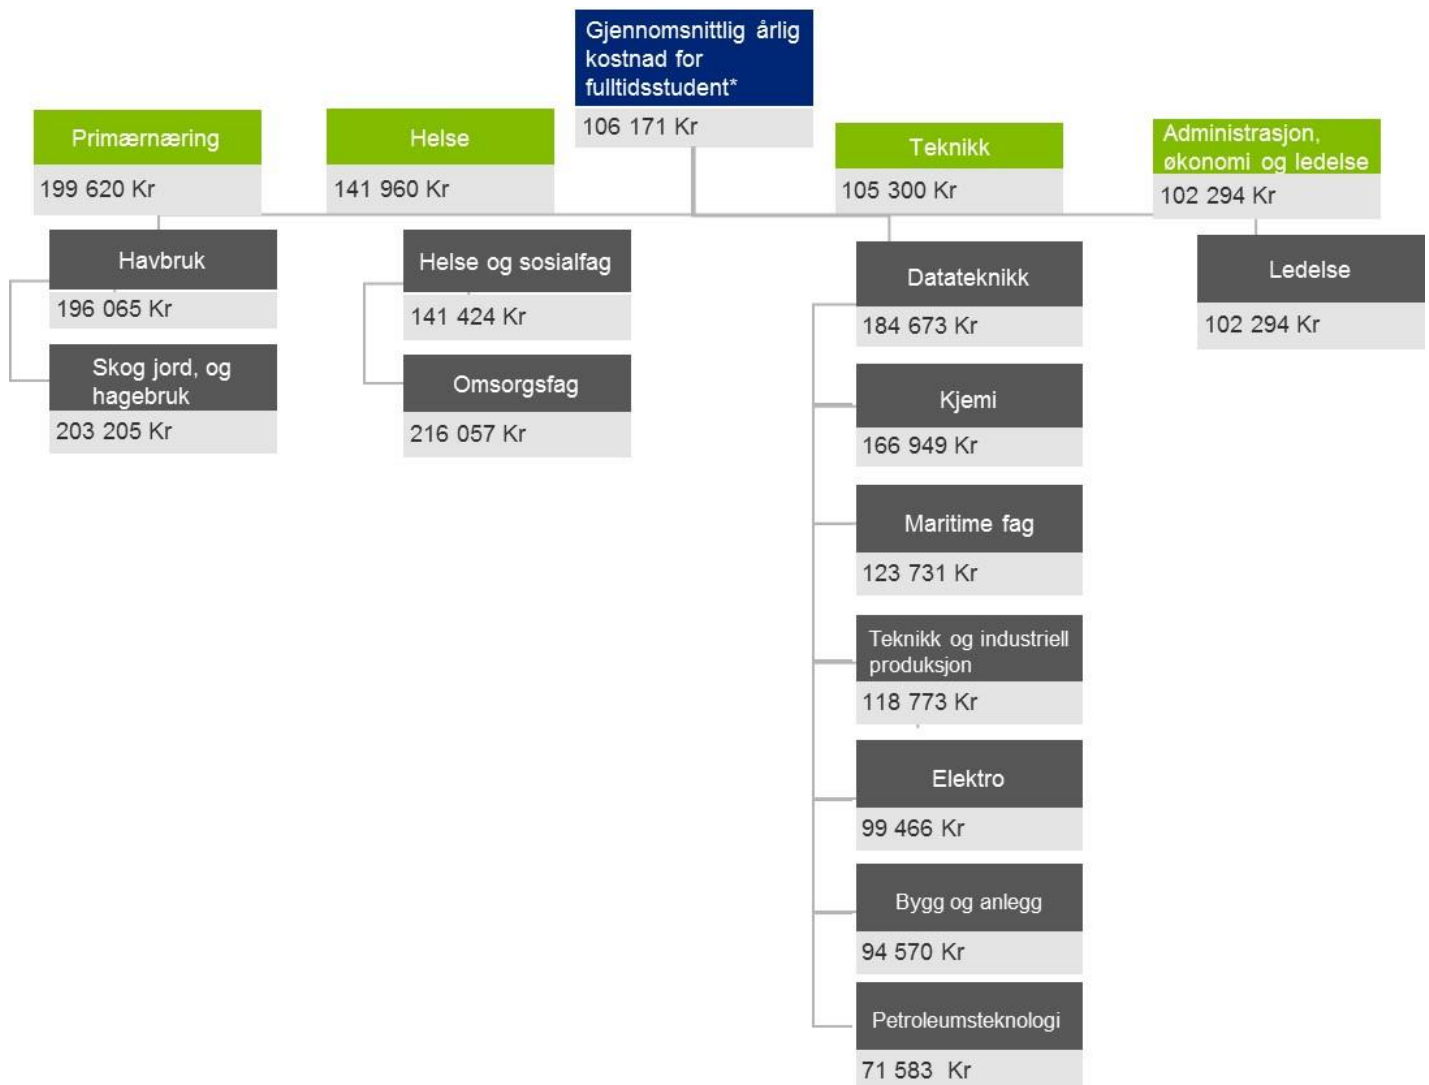 Gjennomsnittlig årlig
kostnad for
fulltidsstudent*
106 171 Kr
Primærnæring
199 620 Kr
Helse
141 960 Kr
Teknikk
105 300 Kr
Administrasjon,
økonomi og ledelse
102 294 Kr
Havbruk
196 065 Kr
Skog jord, og
hagebruk
203 205 Kr
Helse og sosialfag
141 424 Kr
Omsorgsfag
216 057 Kr
Datateknikk
184 673 Kr
Kjemi
166 949 Kr
Maritime fag
123 731 Kr
Teknikk og industriell
produksjon
118 773 Kr
Elektro
99 466 Kr
Bygg og anlegg
94 570 Kr
Petroleumsteknologi
71 583 Kr
Ledelse
102 294 Kr